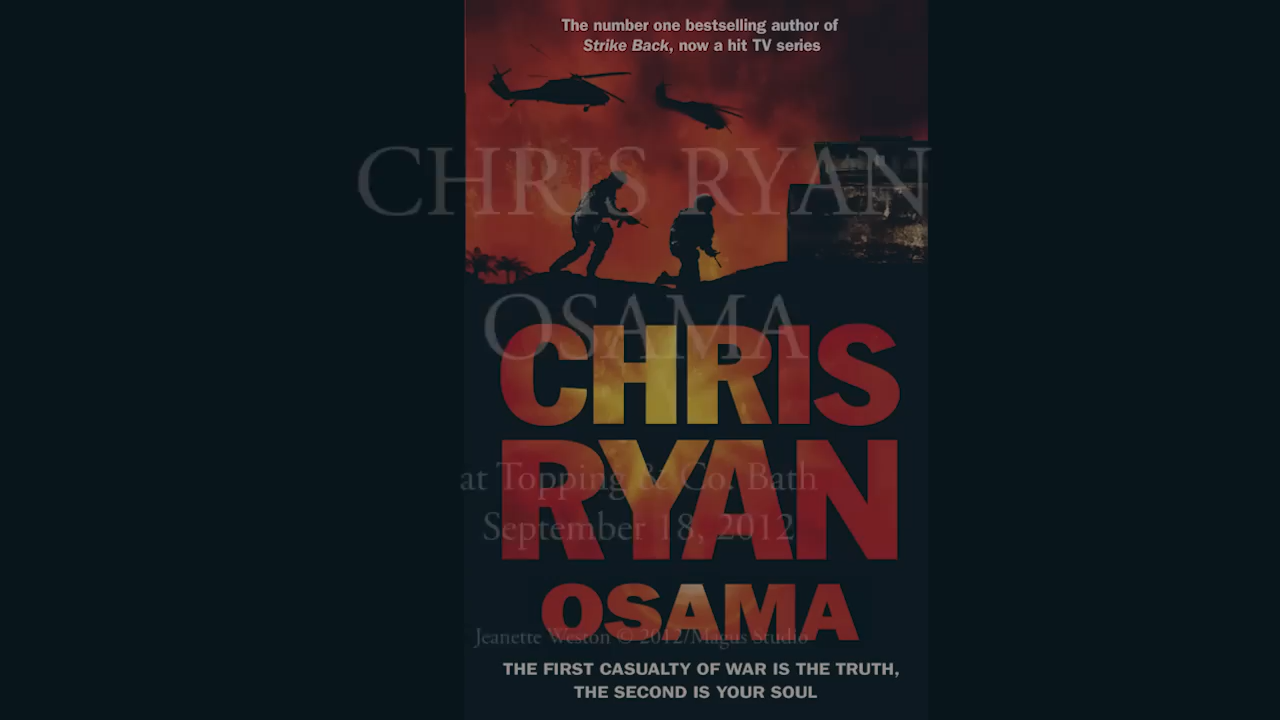 The number one bestselling author of
Strike Back, now a hit TV series
CHRIS RYAN
OSAMA
CHRIS
RYAN
at Topping & Co. Bath
September 18, 2012
OSAMA
Jeanette Weston © 2012/Magus Studio
THE FIRST CASUALTY OF WAR IS THE TRUTH,
THE SECOND IS YOUR SOUL